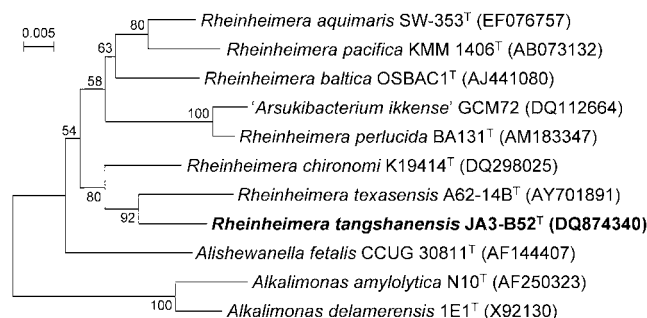 80 Rheinheimera aquimaris SW-353ᵀ (EF076757)
0.005
Rheinheimera pacifica KMM 1406ᵀ (AB073132)
63
Rheinheimera baltica OSBAC1ᵀ (AJ441080)
58
100 'Arsukibacterium ikkense' GCM72 (DQ112664)
54
Rheinheimera perlucida BA131ᵀ (AM183347)
Rheinheimera chironomi K19414ᵀ (DQ298025)
80
Rheinheimera texasensis A62-14Bᵀ (AY701891)
92
Rheinheimera tangshanensis JA3-B52ᵀ (DQ874340)
Alishewanella fetalis CCUG 30811ᵀ (AF144407)
Alkalimonas amylolytica N10ᵀ (AF250323)
100
Alkalimonas delamerensis 1E1ᵀ (X92130)